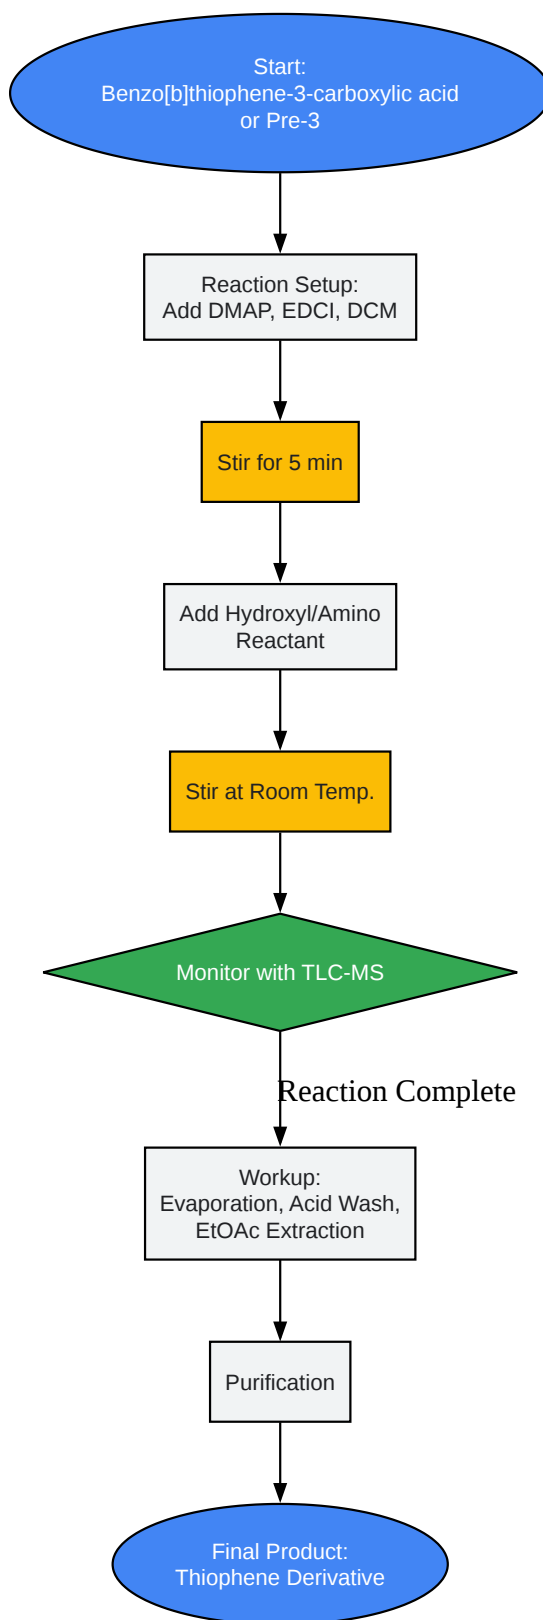 Start:
Benzo[b]thiophene-3-carboxylic acid
or Pre-3
Reaction Setup:
Add DMAP, EDCI, DCM
Stir for 5 min
Add Hydroxyl/Amino
Reactant
Stir at Room Temp.
Monitor with TLC-MS
Reaction Complete
Workup:
Evaporation, Acid Wash,
EtOAc Extraction
Purification
Final Product:
Thiophene Derivative